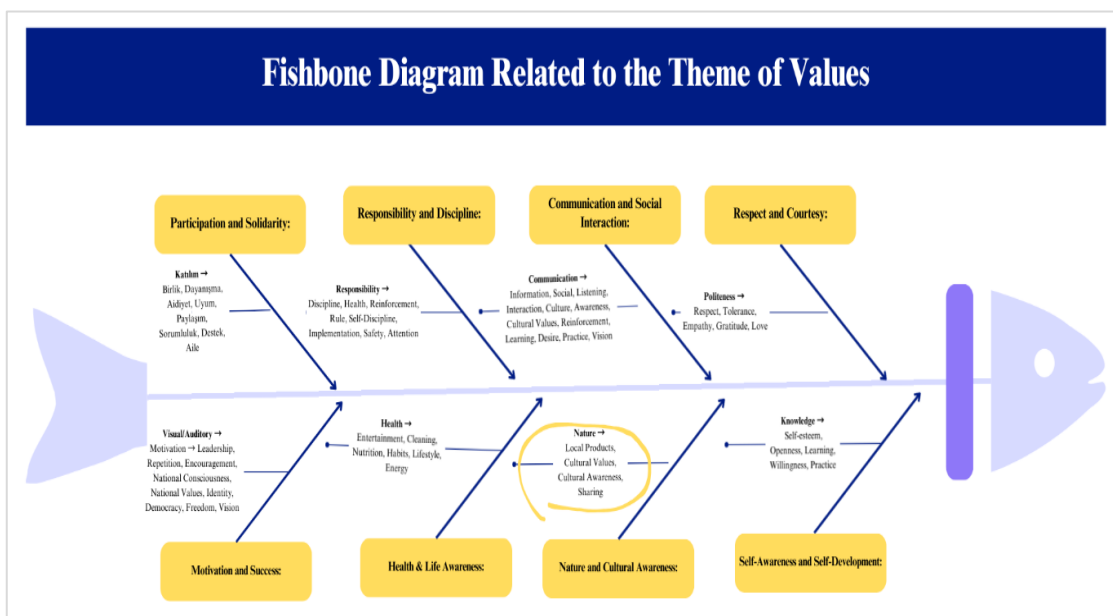 Fishbone Diagram Related to the Theme of Values
Participation and Solidarity:
Responsibility and Discipline:
Communication and Social
Interaction:
Respect and Courtesy:
Katılım →
Birlik, Dayanışma,
Aidiyet, Uyum,
Paylaşım,
Sorumluluk, Destek,
Aile
Responsibility →
Discipline, Health, Reinforcement,
Rule, Self-Discipline,
Implementation, Safety, Attention
Communication →
Information, Social, Listening,
Interaction, Culture, Awareness,
Cultural Values, Reinforcement,
Learning, Desire, Practice, Vision
Politeness →
Respect, Tolerance,
Empathy, Gratitude, Love
Visual/Auditory →
Motivation → Leadership,
Repetition, Encouragement,
National Consciousness,
National Values, Identity,
Democracy, Freedom, Vision
Health →
Entertainment, Cleaning,
Nutrition, Habits, Lifestyle,
Energy
Nature →
Local Products,
Cultural Values,
Cultural Awareness,
Sharing
Knowledge →
Self-esteem,
Openness, Learning,
Willingness, Practice
Motivation and Success:
Health & Life Awareness:
Nature and Cultural Awareness:
Self-Awareness and Self-Development: